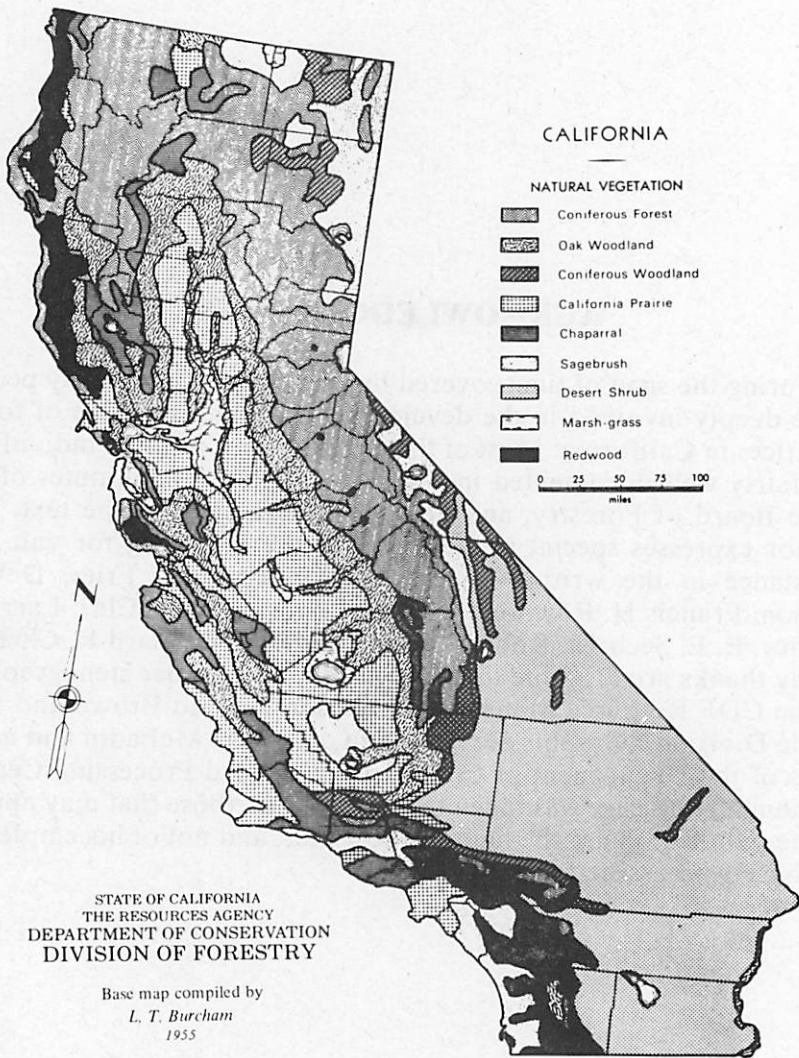 CALIFORNIA
NATURAL VEGETATION
Coniferous Forest
Oak Woodland
Coniferous Woodland
California Prairie
Chaparral
Sagebrush
Desert Shrub
Marsh-grass
Redwood
0 25 50 75 100
miles
N
STATE OF CALIFORNIA
THE RESOURCES AGENCY
DEPARTMENT OF CONSERVATION
DIVISION OF FORESTRY
Base map compiled by
L. T. Burcham
1955